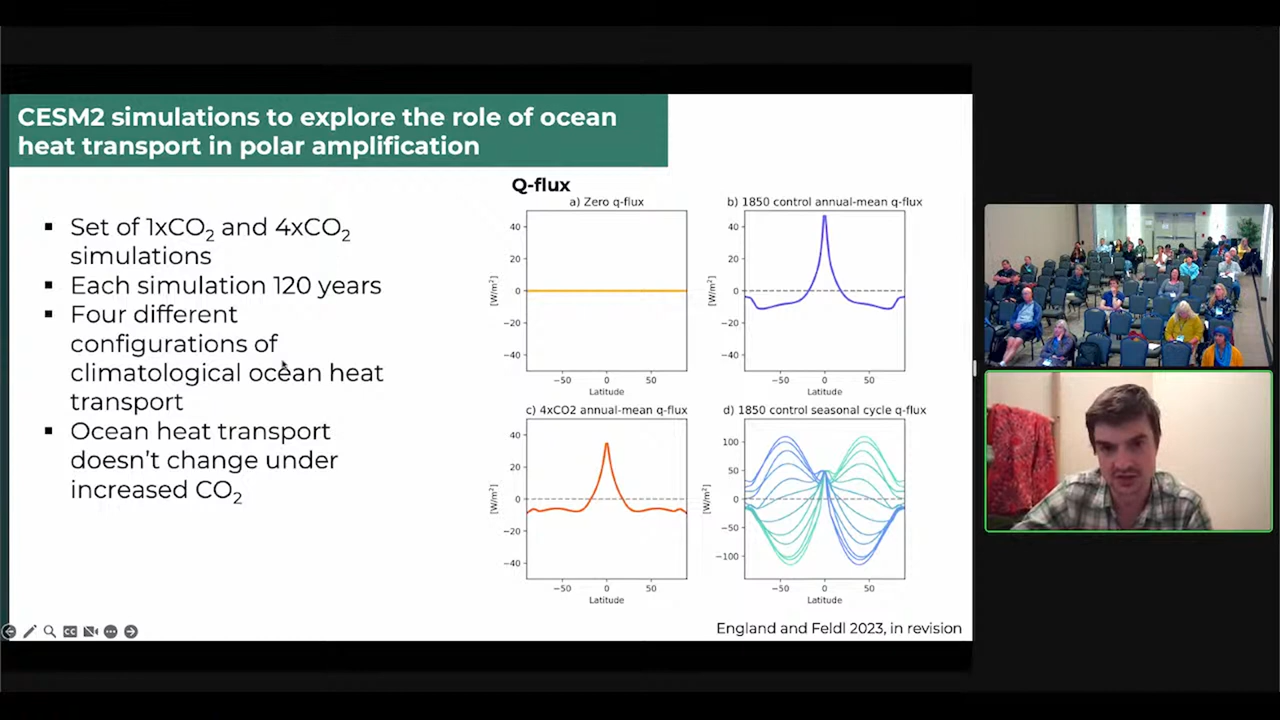 CESM2 simulations to explore the role of ocean
heat transport in polar amplification
▪ Set of 1xCO₂ and 4xCO₂
simulations
▪ Each simulation 120 years
▪ Four different
configurations of
climatological ocean heat
transport
▪ Ocean heat transport
doesn't change under
increased CO₂
Q-flux
a) Zero q-flux
40
20
0
−20
−40
[W/m²]
−50 0 50
Latitude
b) 1850 control annual-mean q-flux
40
20
0
−20
−40
[W/m²]
−50 0 50
Latitude
c) 4xCO2 annual-mean q-flux
40
20
0
−20
−40
[W/m²]
−50 0 50
Latitude
d) 1850 control seasonal cycle q-flux
100
50
0
−50
−100
[W/m²]
−50 0 50
Latitude
CC
England and Feldl 2023, in revision